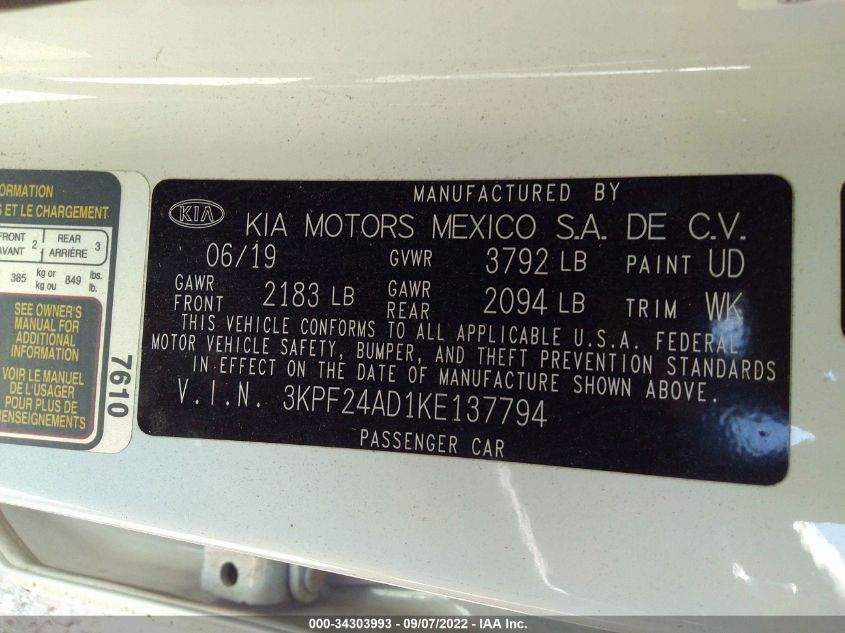 ORMATION
S ET LE CHARGEMENT
FRONT 2 REAR 3
AVANT ARRIÈRE
385 kg or 849 lbs.
kg ou lb.
SEE OWNER'S
MANUAL FOR
ADDITIONAL
INFORMATION
VOIR LE MANUEL
DE L'USAGER
POUR PLUS DE
RENSEIGNEMENTS
7610
MANUFACTURED BY
KIA KIA MOTORS MEXICO S.A. DE C.V.
06/19 GVWR 3792 LB PAINT UD
GAWR FRONT 2183 LB GAWR REAR 2094 LB TRIM WK
THIS VEHICLE CONFORMS TO ALL APPLICABLE U.S.A. FEDERAL
MOTOR VEHICLE SAFETY, BUMPER, AND THEFT PREVENTION STANDARDS
IN EFFECT ON THE DATE OF MANUFACTURE SHOWN ABOVE.
V.I.N. 3KPF24AD1KE137794
PASSENGER CAR
000-34303993 - 09/07/2022 - IAA Inc.